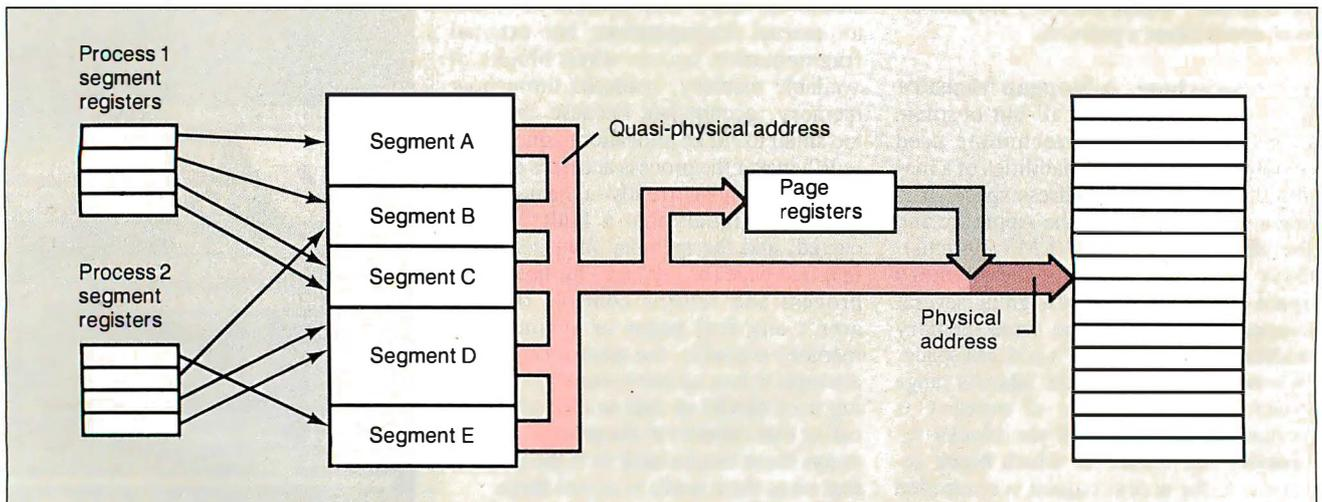 Process 1
segment
registers
Segment A
Quasi-physical address
Segment B
Page
registers
Process 2
segment
registers
Segment C
Physical
address
Segment D
Segment E